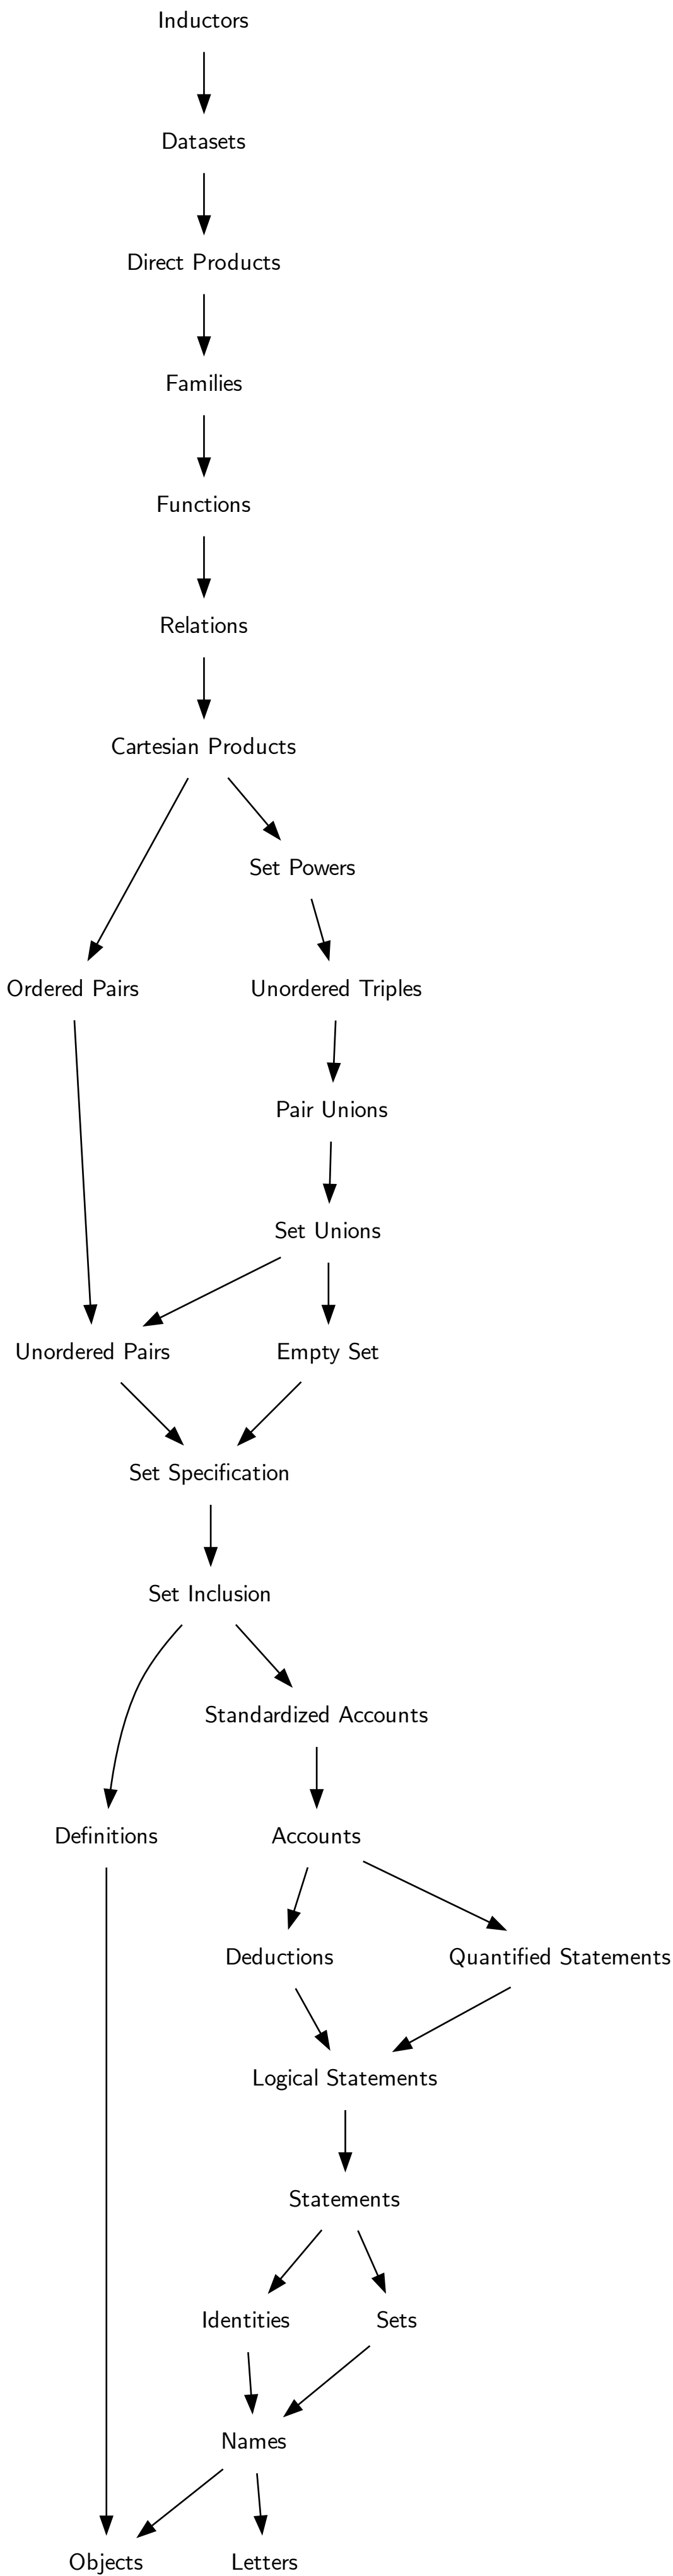 Inductors
Datasets
Direct Products
Families
Functions
Relations
Cartesian Products
Set Powers
Ordered Pairs
Unordered Triples
Pair Unions
Set Unions
Unordered Pairs
Empty Set
Set Specification
Set Inclusion
Standardized Accounts
Definitions
Accounts
Deductions
Quantified Statements
Logical Statements
Statements
Identities
Sets
Names
Objects
Letters